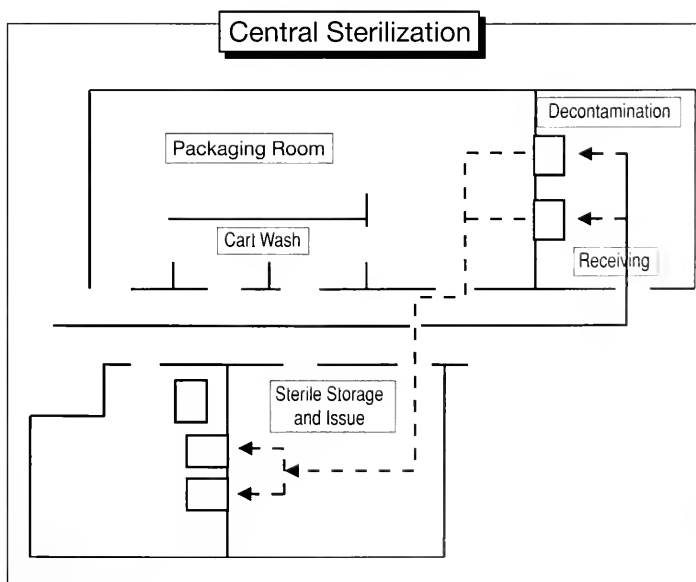 Central Sterilization
Decontamination
Packaging Room
Cart Wash
Receiving
Sterile Storage
and Issue